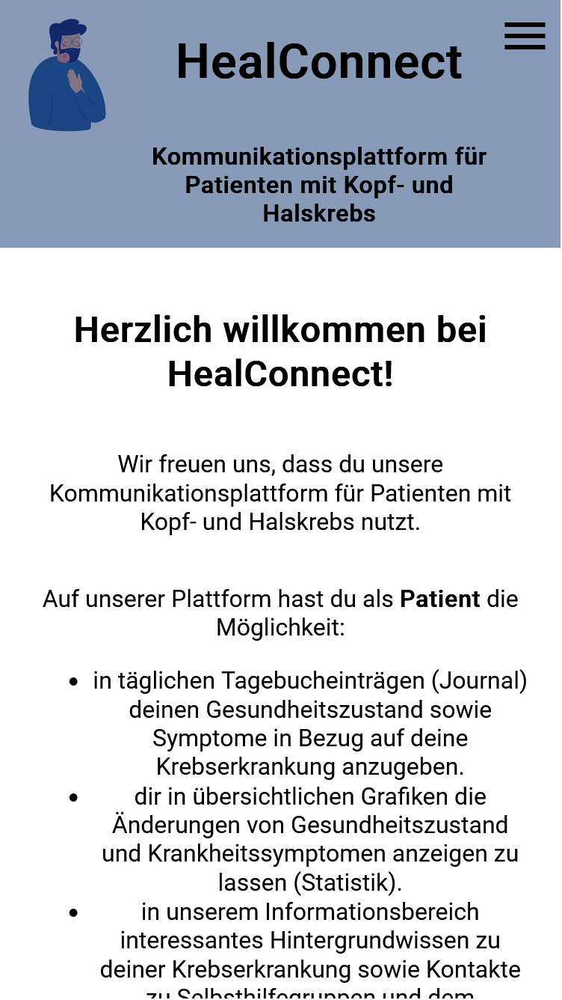 HealConnect
Kommunikationsplattform für
Patienten mit Kopf- und
Halskrebs
Herzlich willkommen bei
HealConnect!
Wir freuen uns, dass du unsere
Kommunikationsplattform für Patienten mit
Kopf- und Halskrebs nutzt.
Auf unserer Plattform hast du als Patient die
Möglichkeit:
• in täglichen Tagebucheinträgen (Journal)
deinen Gesundheitszustand sowie
Symptome in Bezug auf deine
Krebserkrankung anzugeben.
• dir in übersichtlichen Grafiken die
Änderungen von Gesundheitszustand
und Krankheitssymptomen anzeigen zu
lassen (Statistik).
• in unserem Informationsbereich
interessantes Hintergrundwissen zu
deiner Krebserkrankung sowie Kontakte
zu Selbsthilfegruppen und dem